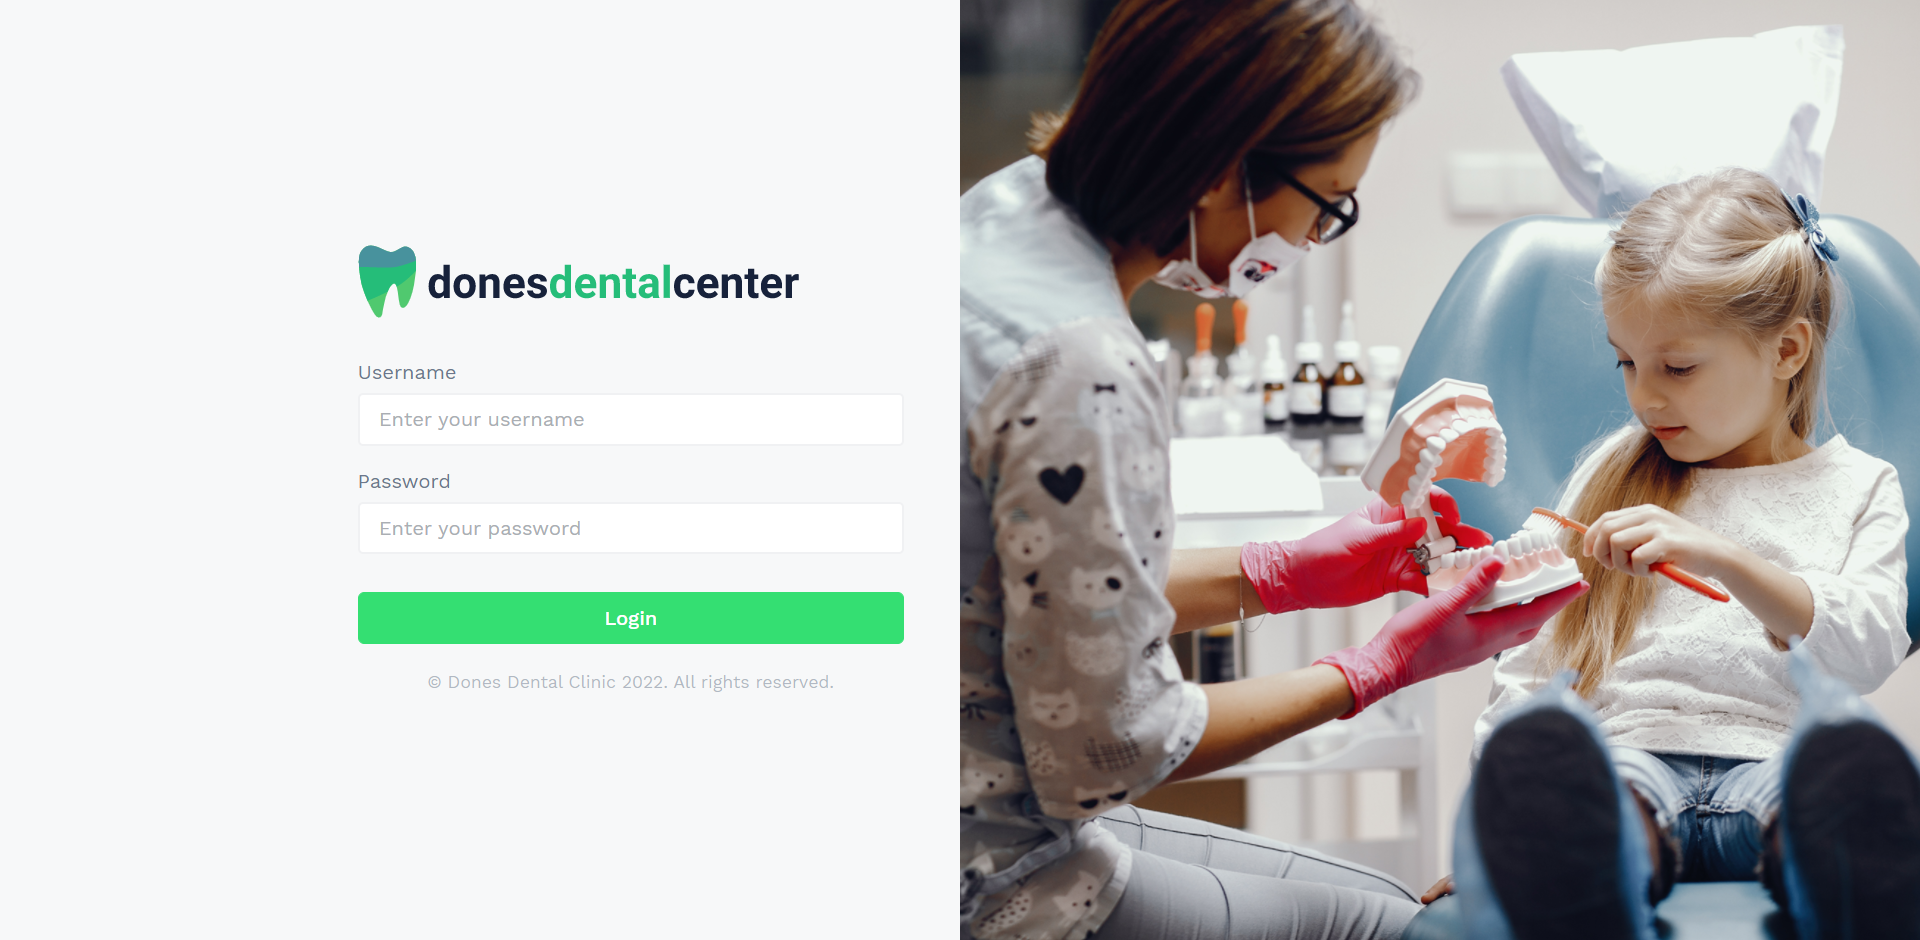 donesdentalcenter
Username
Enter your username
Password
Enter your password
Login
© Dones Dental Clinic 2022. All rights reserved.